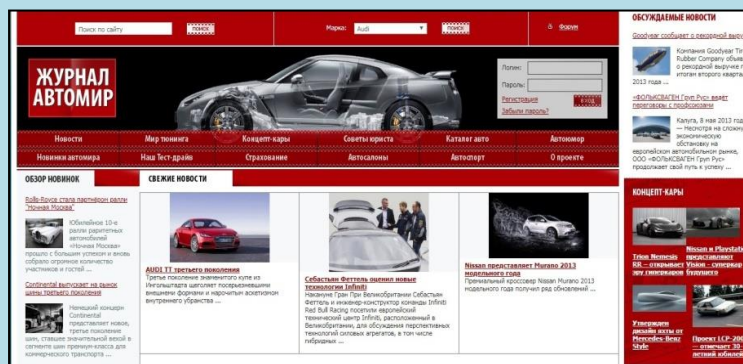 Поиск по сайту
поиск
Марка:
Audi
поиск
Форум
ЖУРНАЛ
АВТОМИР
Логин:
Пароль:
Регистрация
вход
Забыли пароль?
Новости
Мир тюнинга
Концепт-кары
Советы юриста
Каталог авто
Автоюмор
Новинки автомира
Наш Тест-драйв
Страхование
Автосалоны
Автоспорт
О проекте
ОБЗОР НОВИНОК
Rolls-Royce стала партнёром ралли
"Ночная Москва"
Юбилейное 10-е
ралли раритетных
автомобилей
«Ночная Москва»
прошло с большим успехом и вновь
собрало огромное количество
участников и гостей ...
Continental выпускает на рынок
шины третьего поколения
Немецкий концерн
Continental
представляет новое,
третье поколение
шин, ставшее значительной вехой в
сегменте шин премиум-класса для
коммерческого транспорта ...
СВЕЖИЕ НОВОСТИ
AUDI TT третьего поколения
Третье поколение знаменитого купе из
Ингольштадта щеголяет посерьезневшими
внешними формами и нарочитым аскетизмом
внутреннего убранства ...
Себастьян Феттель оценил новые
технологии Infiniti
Накануне Гран При Великобритании Себастьян
Феттель и инженер-конструктор команды Infiniti
Red Bull Racing посетили европейский
технический центр Infiniti, расположенный в
Великобритании, для обсуждения перспективных
технологий силовых агрегатов, в том числе
гибридных ...
Nissan представляет Murano 2013
модельного года
Премиальный кроссовер Nissan Murano 2013
модельного года получил ряд обновлений ...
ОБСУЖДАЕМЫЕ НОВОСТИ
Goodyear сообщает о рекордной выру
Компания Goodyear Tir
Rubber Company объяв
о рекордной выручке п
итогам второго кварта
2013 года ...
«ФОЛЬКСВАГЕН Груп Рус» ведёт
переговоры с профсоюзами
Калуга, 8 мая 2013 год
— Несмотря на сложну
экономическую
обстановку на
европейском автомобильном рынке,
ООО «ФОЛЬКСВАГЕН Груп Рус»
продолжает свой путь к успеху ...
КОНЦЕПТ-КАРЫ
Trion Nemesis
RR – открывает
эру гиперкаров
Nissan и Playstati
представляют
Vision - суперкар
будущего
Утвержден
дизайн яхты от
Mercedes-Benz
Style
Проект LCP-200
— отмечает 30-
летний юбилей